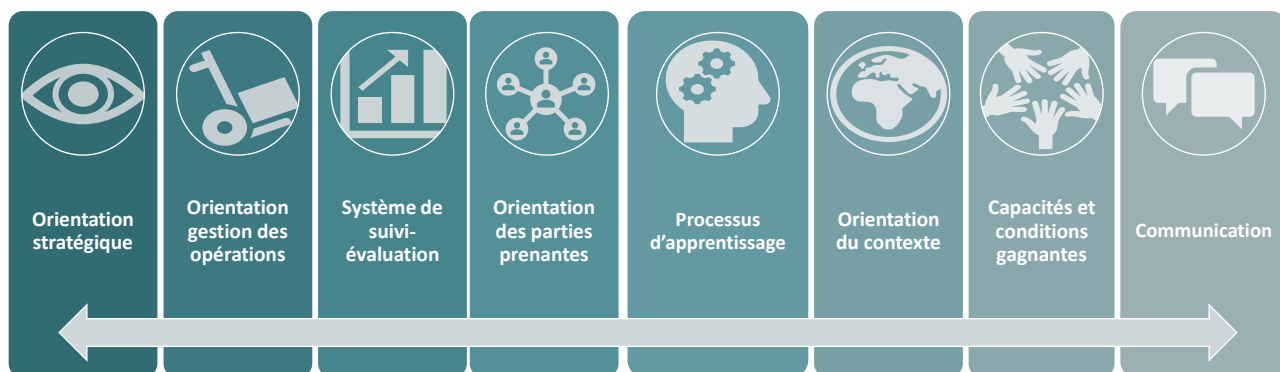 Orientation
stratégique
Orientation
gestion des
opérations
Système de
suivi-
évaluation
Orientation
des parties
prenantes
Processus
d’apprentissage
Orientation
du contexte
Capacités et
conditions
gagnantes
Communication